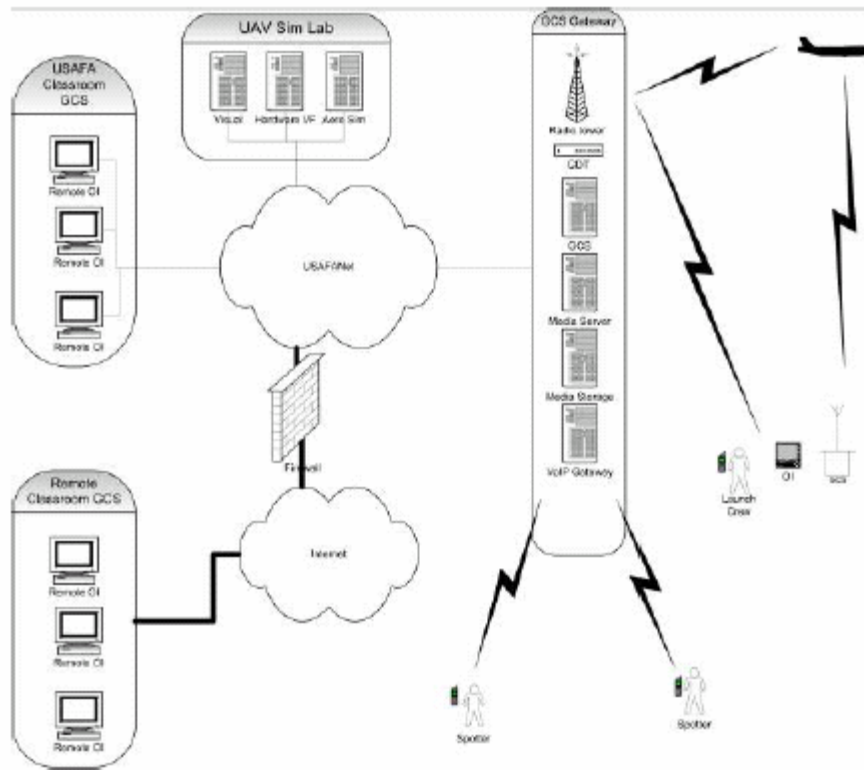 UAV Sim Lab
Visual
Hardware I/F
Aero Sim
USAFA
Classroom
GCS
Remote OI
Remote OI
Remote OI
USAFANet
GCS Gateway
Radio tower
GDT
GCS
Media Server
Media Storage
VoIP Gateway
Firewall
Internet
Remote
Classroom GCS
Remote OI
Remote OI
Remote OI
Launch
Crew
OI
GCS
Spotter
Spotter